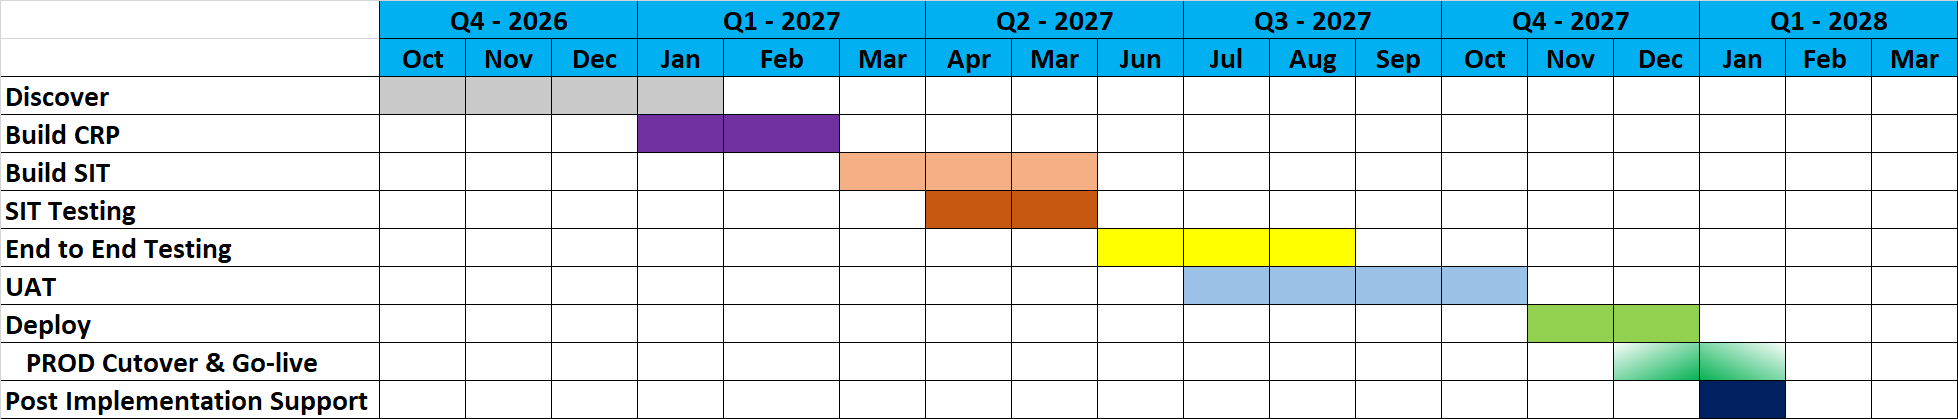 Q4 - 2026 Q1 - 2027 Q2 - 2027 Q3 - 2027 Q4 - 2027 Q1 - 2028
Oct Nov Dec Jan Feb Mar Apr Mar Jun Jul Aug Sep Oct Nov Dec Jan Feb Mar
Discover
Build CRP
Build SIT
SIT Testing
End to End Testing
UAT
Deploy
PROD Cutover & Go-live
Post Implementation Support